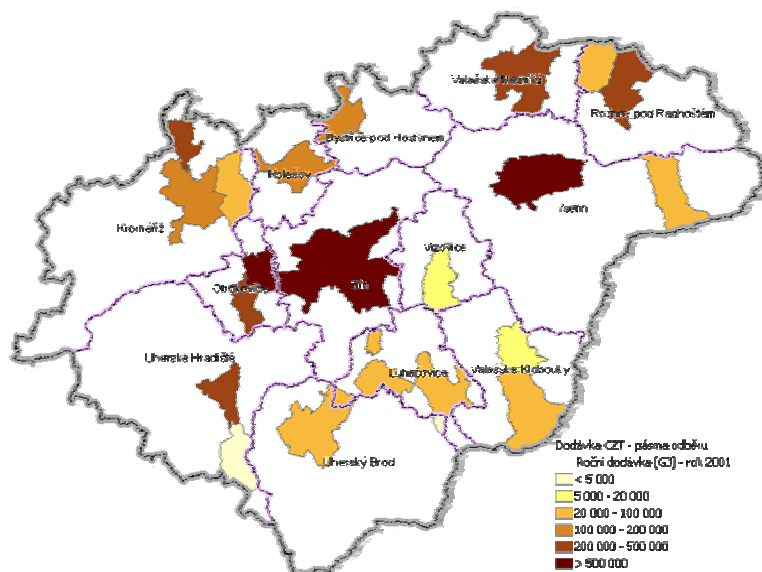 Valašské Meziříčí
Rožnov pod Radhoštěm
Bystřice pod Hostýnem
Holešov
Vsetín
Kroměříž
Vizovice
Otrokovice
Zlín
Uherské Hradiště
Luhačovice
Valašské Klobouky
Uherský Brod
Dodávka CZT - pásma odběku
Roční dodávka [GJ] - rok 2001
< 5 000
5 000 - 20 000
20 000 - 100 000
100 000 - 200 000
200 000 - 500 000
> 500 000